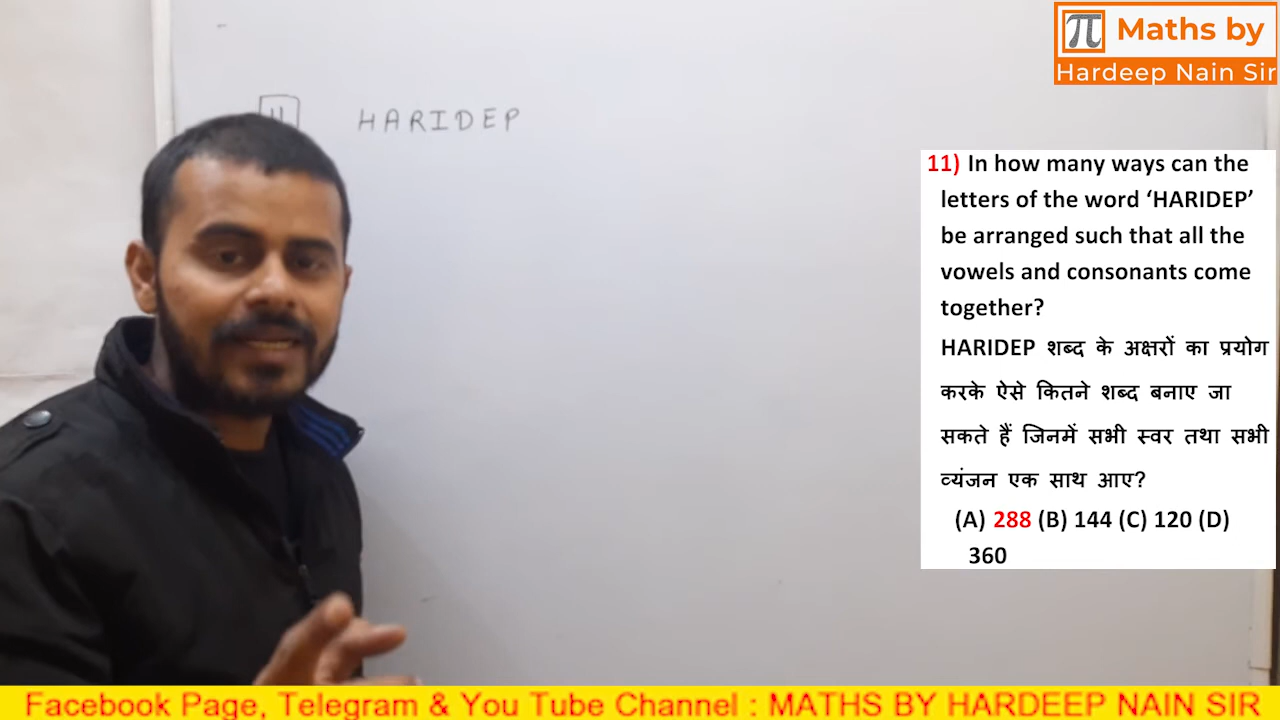 π Maths by
Hardeep Nain Sir
HARIDEP
11) In how many ways can the
letters of the word ‘HARIDEP’
be arranged such that all the
vowels and consonants come
together?
HARIDEP शब्द के अक्षरों का प्रयोग
करके ऐसे कितने शब्द बनाए जा
सकते हैं जिनमें सभी स्वर तथा सभी
व्यंजन एक साथ आए?
(A) 288 (B) 144 (C) 120 (D)
360
Facebook Page, Telegram & You Tube Channel : MATHS BY HARDEEP NAIN SIR